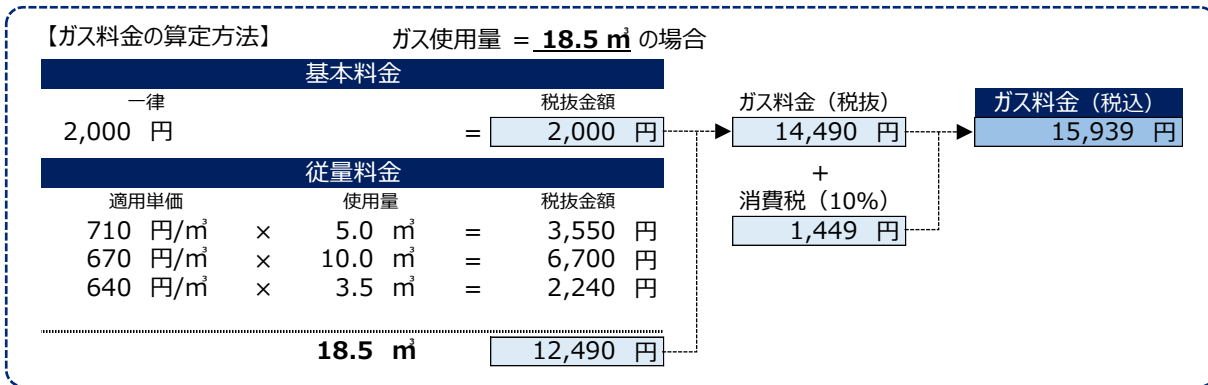 【ガス料金の算定方法】 ガス使用量 = 18.5 ㎥ の場合
基本料金
一律 税抜金額
2,000 円 = 2,000 円
従量料金
適用単価 使用量 税抜金額
710 円/㎥ × 5.0 ㎥ = 3,550 円
670 円/㎥ × 10.0 ㎥ = 6,700 円
640 円/㎥ × 3.5 ㎥ = 2,240 円
18.5 ㎥ 12,490 円
ガス料金（税抜）
14,490 円
+
消費税（10%）
1,449 円
ガス料金（税込）
15,939 円